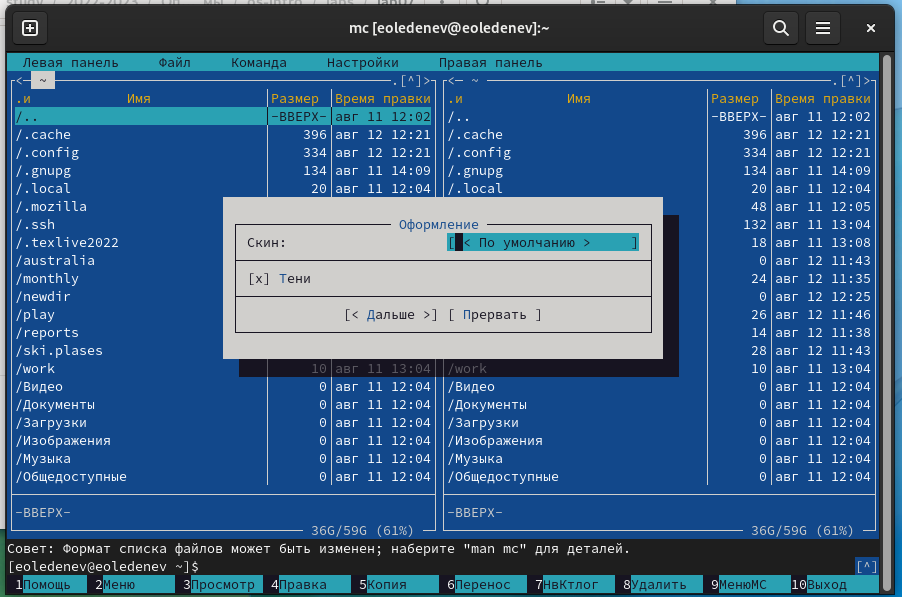 mc [eoledenev@eoledenev]:~
Левая панель Файл Команда Настройки Правая панель
<─ ~ .[^]> <─ ~ .[^]>
.и Имя Размер Время правки .и Имя Размер Время правки
/.. -ВВЕРХ- авг 11 12:02 /.. -ВВЕРХ- авг 11 12:02
/.cache 396 авг 12 12:21 /.cache 396 авг 12 12:21
/.config 334 авг 12 12:21 /.config 334 авг 12 12:21
/.gnupg 134 авг 11 14:09 /.gnupg 134 авг 11 14:09
/.local 20 авг 11 12:04 /.local 20 авг 11 12:04
/.mozilla 48 авг 11 12:05
/.ssh Оформление 132 авг 11 13:04
/.texlive2022 Скин: [ < По умолчанию > ] 18 авг 11 13:08
/australia 0 авг 12 11:43
/monthly [x] Тени 24 авг 12 11:35
/newdir 0 авг 12 12:25
/play [< Дальше >] [ Прервать ] 26 авг 12 11:46
/reports 14 авг 12 11:38
/ski.plases 28 авг 12 11:43
/work 10 авг 11 13:04 /work 10 авг 11 13:04
/Видео 0 авг 11 12:04 /Видео 0 авг 11 12:04
/Документы 0 авг 11 12:04 /Документы 0 авг 11 12:04
/Загрузки 0 авг 11 12:04 /Загрузки 0 авг 11 12:04
/Изображения 0 авг 11 12:04 /Изображения 0 авг 11 12:04
/Музыка 0 авг 11 12:04 /Музыка 0 авг 11 12:04
/Общедоступные 0 авг 11 12:04 /Общедоступные 0 авг 11 12:04
-ВВЕРХ- -ВВЕРХ-
36G/59G (61%) 36G/59G (61%)
Совет: Формат списка файлов может быть изменен; наберите "man mc" для деталей.
[eoledenev@eoledenev ~]$ [^]
1Помощь 2Меню 3Просмотр 4Правка 5Копия 6Перенос 7НвКтлог 8Удалить 9МенюМС 10Выход